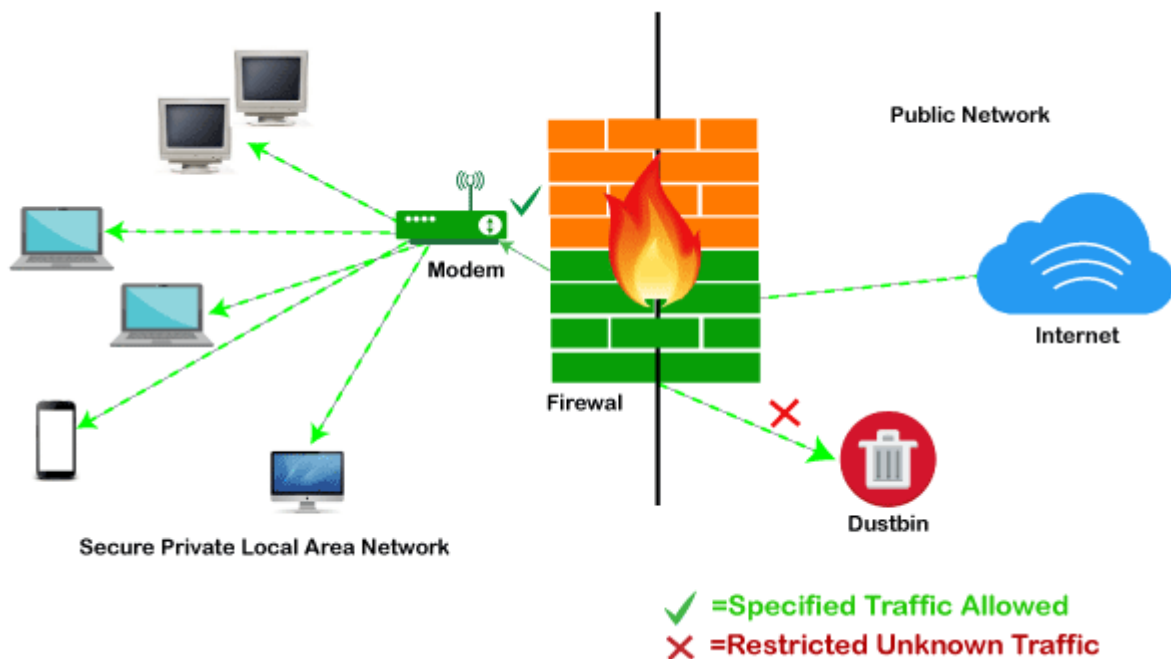 Public Network
Modem
Internet
Firewal
Dustbin
Secure Private Local Area Network
=Specified Traffic Allowed
=Restricted Unknown Traffic